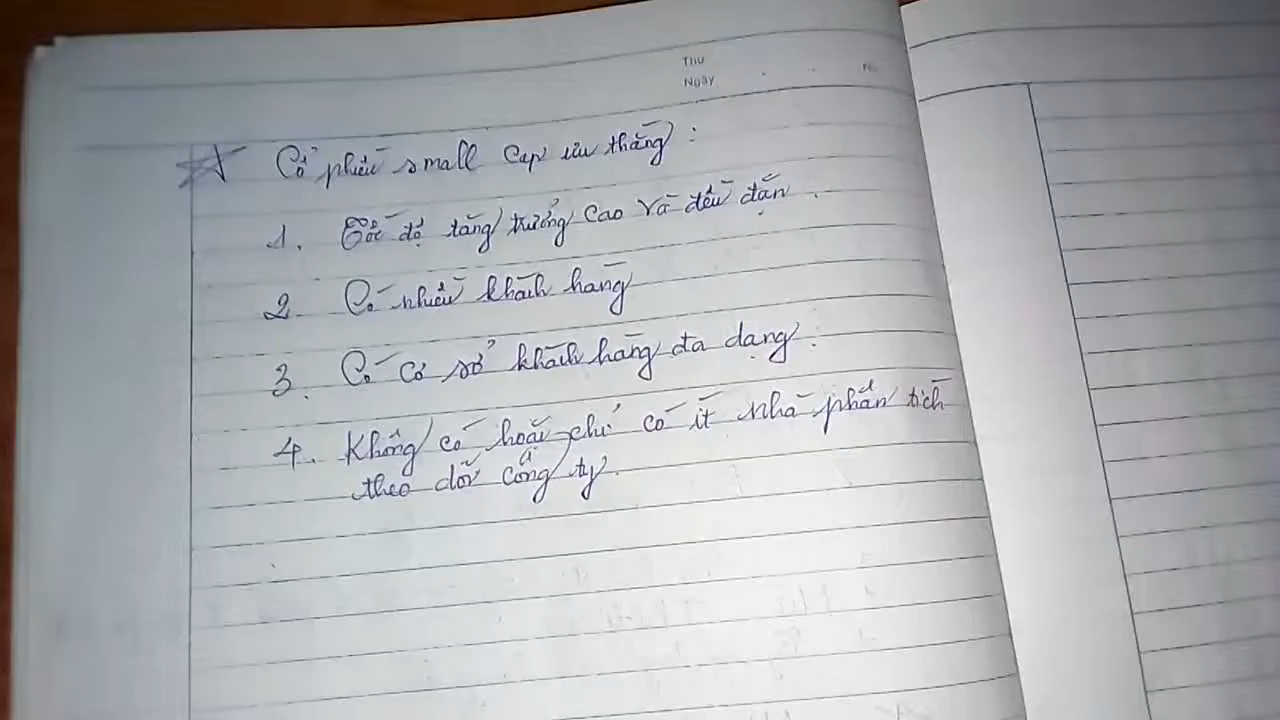 Thứ
Ngày
No.
Cổ phiếu small cap ưu thắng:
1. Tốc độ tăng trưởng cao và đều đặn.
2. Có nhiều khách hàng
3. Có cơ sở khách hàng đa dạng.
4. Không có hoặc chỉ có ít nhà phân tích
theo dõi công ty.